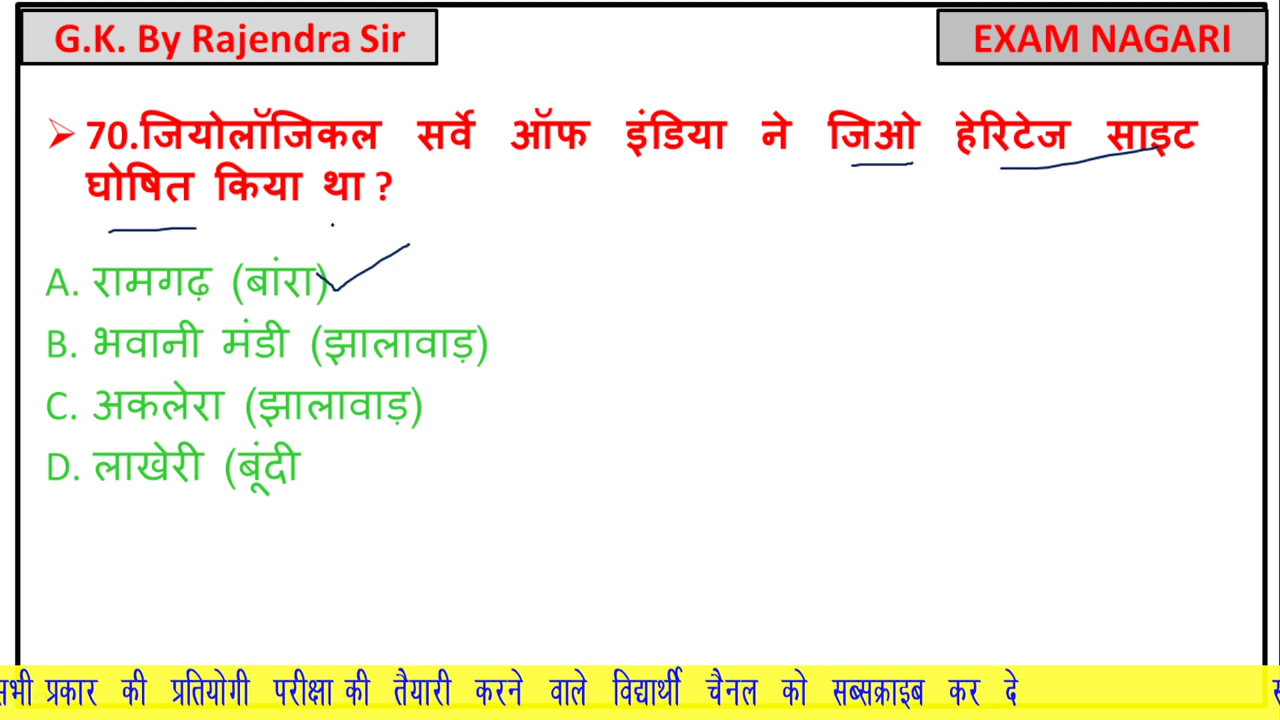 G.K. By Rajendra Sir
EXAM NAGARI
➢ 70.जियोलॉजिकल सर्वे ऑफ इंडिया ने जिओ हेरिटेज साइट
घोषित किया था ?
A. रामगढ़ (बांरा)
B. भवानी मंडी (झालावाड़)
C. अकलेरा (झालावाड़)
D. लाखेरी (बूंदी
सभी प्रकार की प्रतियोगी परीक्षा की तैयारी करने वाले विद्यार्थी चैनल को सब्सक्राइब कर दे